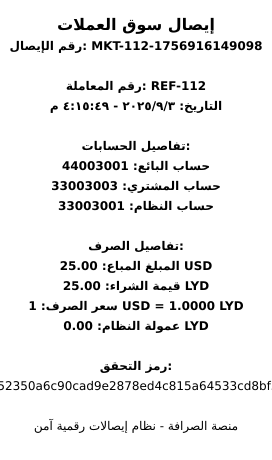 إيصال سوق العملات
رقم الإيصال: MKT-112-1756916149098
رقم المعاملة: REF-112
التاريخ: ٢٠٢٥/٩/٣ - ٤:١٥:٤٩ م
تفاصيل الحسابات:
حساب البائع: 44003001
حساب المشتري: 33003003
حساب النظام: 33003001
تفاصيل الصرف:
المبلغ المباع: 25.00 USD
قيمة الشراء: 25.00 LYD
سعر الصرف: 1 USD = 1.0000 LYD
عمولة النظام: 0.00 LYD
رمز التحقق:
52350a6c90cad9e2878ed4c815a64533cd8bf
منصة الصرافة - نظام إيصالات رقمية آمن